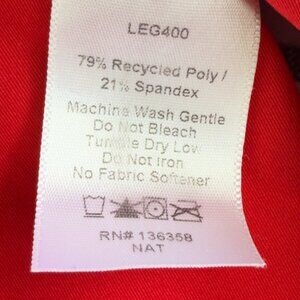 LEG400
79% Recycled Poly /
21% Spandex
Machine Wash Gentle
Do Not Bleach
Tumble Dry Low
Do Not Iron
No Fabric Softener
RN# 136358
NAT